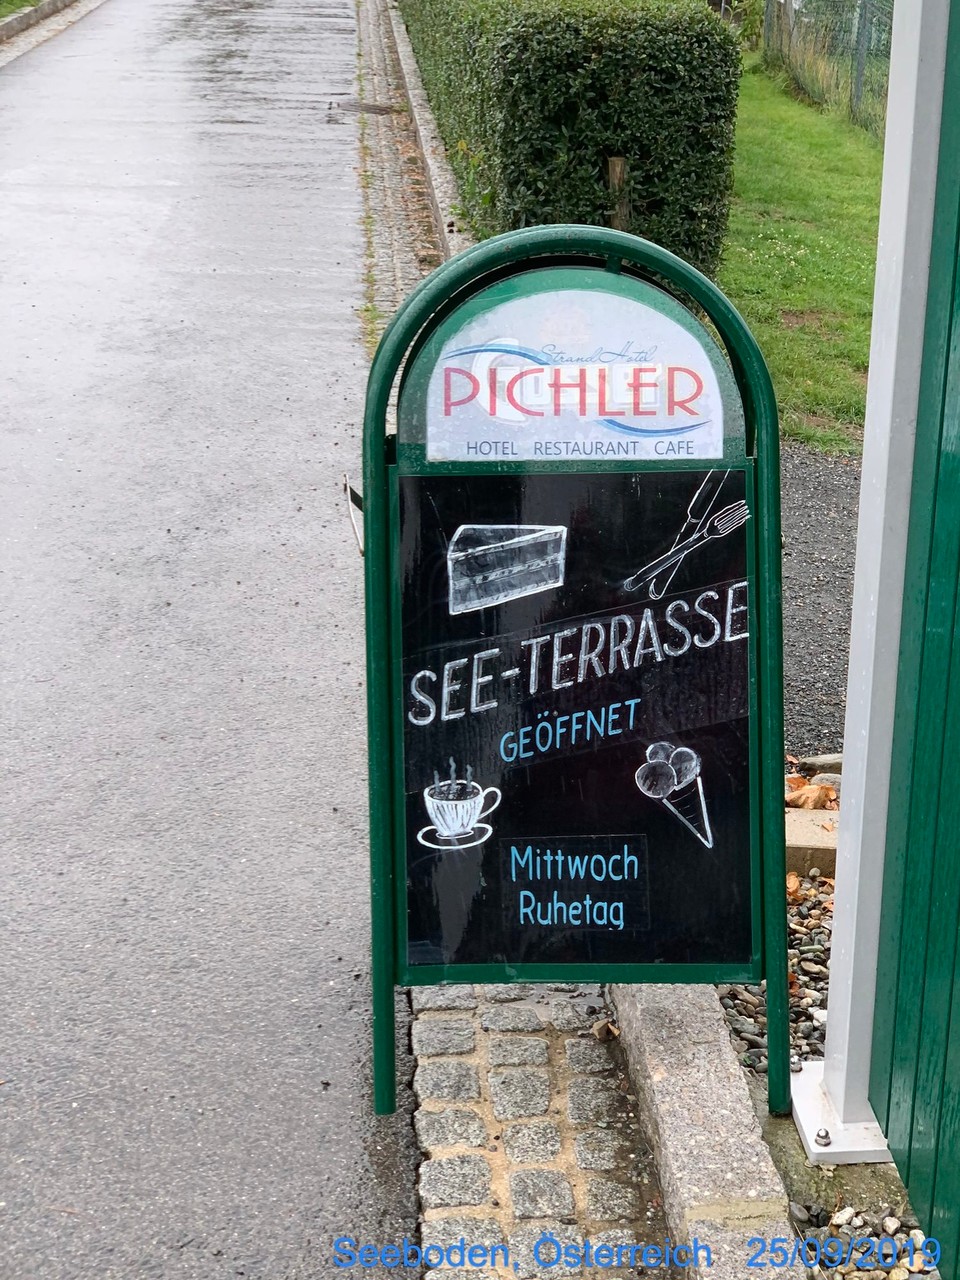 Strand Hotel
PICHLER
HOTEL RESTAURANT CAFE
SEE-TERRASSE
GEÖFFNET
Mittwoch
Ruhetag
Seeboden, Österreich 25/09/2019